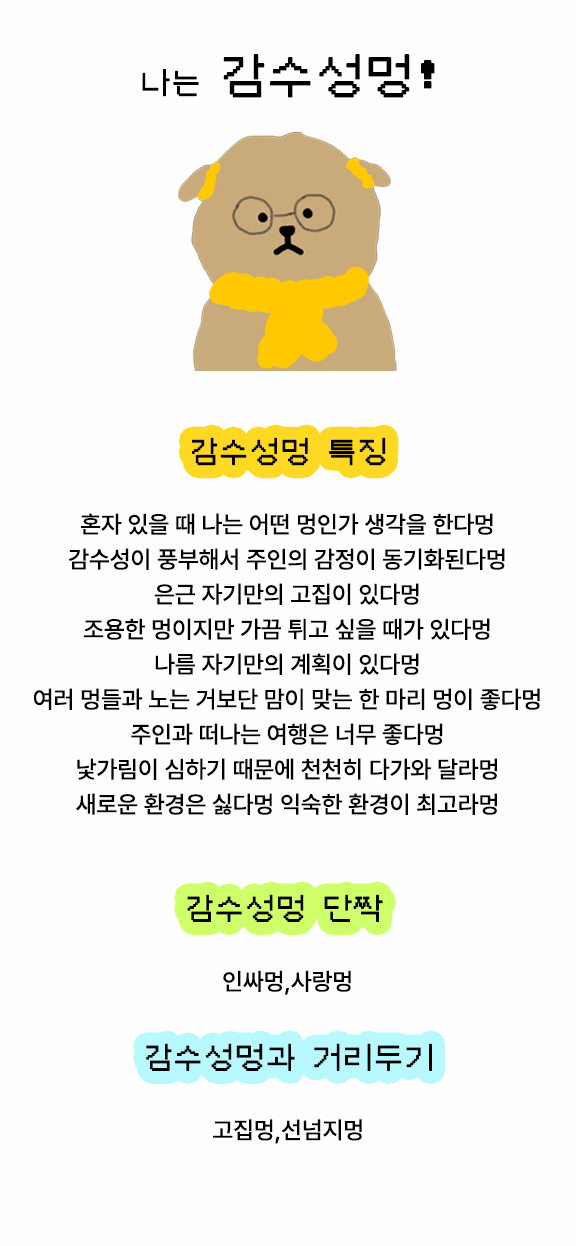 나는 감수성멍!
감수성멍 특징
혼자 있을 때 나는 어떤 멍인가 생각을 한다멍
감수성이 풍부해서 주인의 감정이 동기화된다멍
은근 자기만의 고집이 있다멍
조용한 멍이지만 가끔 튀고 싶을 때가 있다멍
나름 자기만의 계획이 있다멍
여러 멍들과 노는 거보단 맘이 맞는 한 마리 멍이 좋다멍
주인과 떠나는 여행은 너무 좋다멍
낯가림이 심하기 때문에 천천히 다가와 달라멍
새로운 환경은 싫다멍 익숙한 환경이 최고라멍
감수성멍 단짝
인싸멍,사랑멍
감수성멍과 거리두기
고집멍,선넘지멍